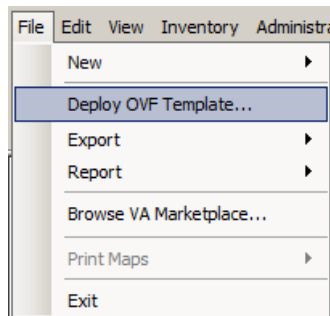 File Edit View Inventory Administra
New
Deploy OVF Template...
Export
Report
Browse VA Marketplace...
Print Maps
Exit